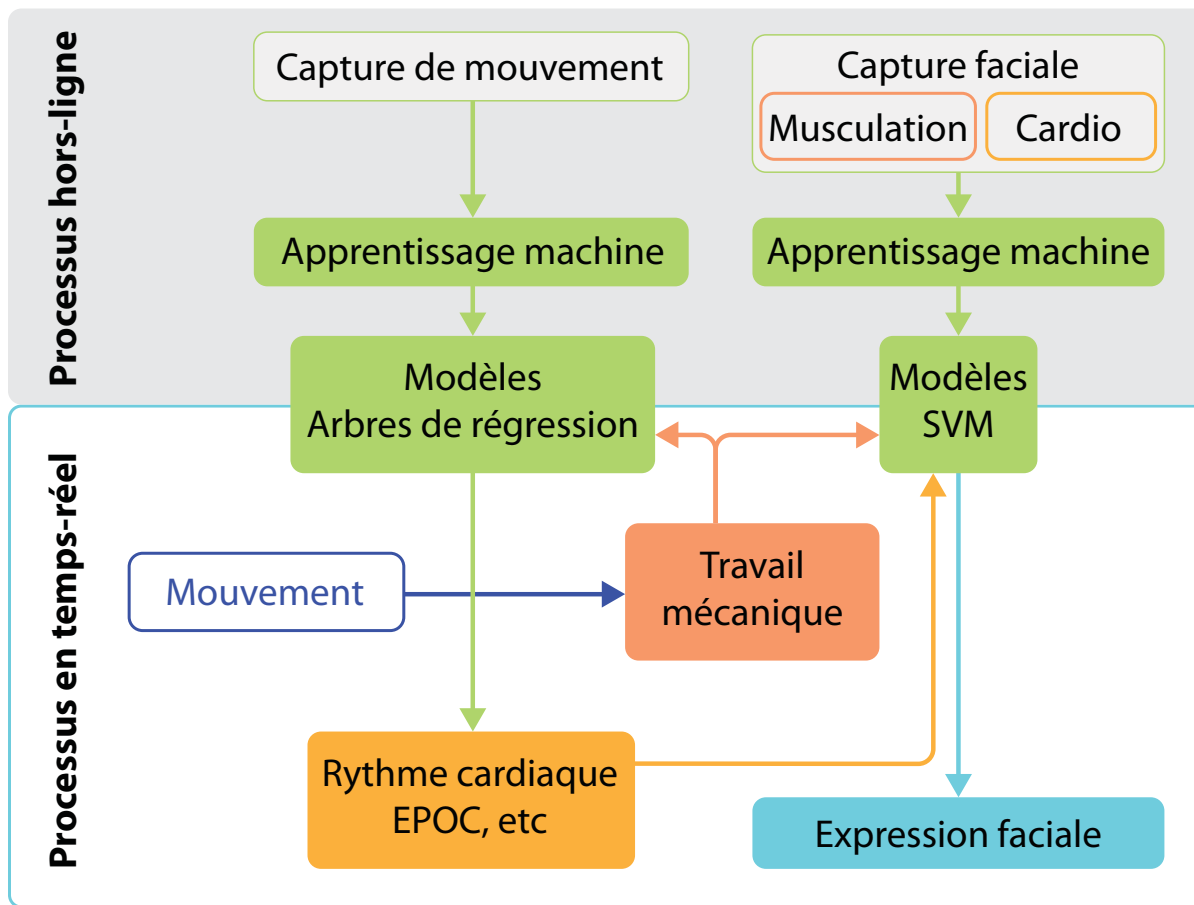 Processus hors-ligne
Capture de mouvement
Capture faciale
Musculation
Cardio
Apprentissage machine
Apprentissage machine
Modèles
Arbres de régression
Modèles
SVM
Processus en temps-réel
Mouvement
Travail
mécanique
Rythme cardiaque
EPOC, etc
Expression faciale